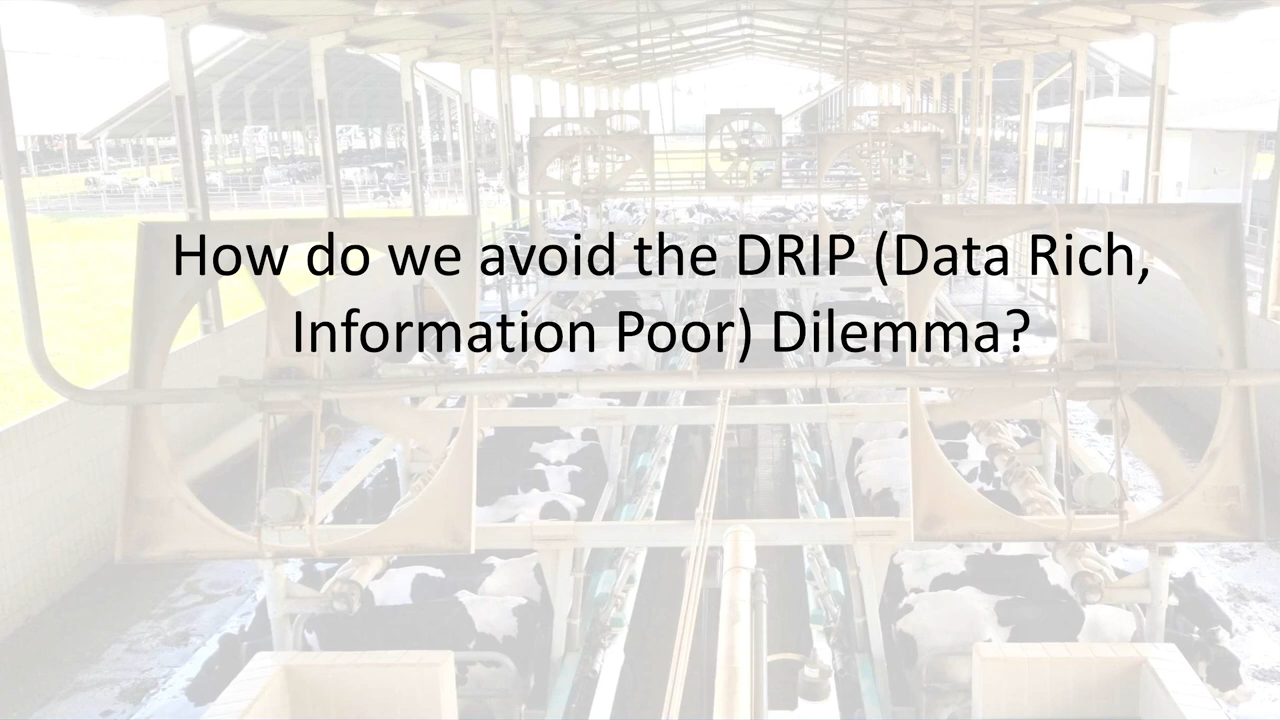 How do we avoid the DRIP (Data Rich,
Information Poor) Dilemma?